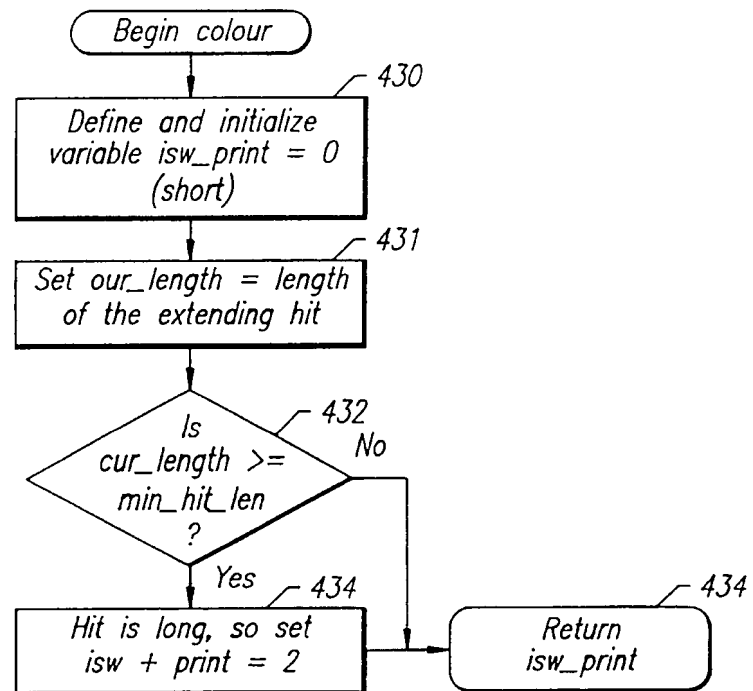 Begin colour
430
Define and initialize
variable isw_print = 0
(short)
431
Set our_length = length
of the extending hit
432
Is
cur_length >=
min_hit_len
?
No
Yes
434
Hit is long, so set
isw + print = 2
434
Return
isw_print